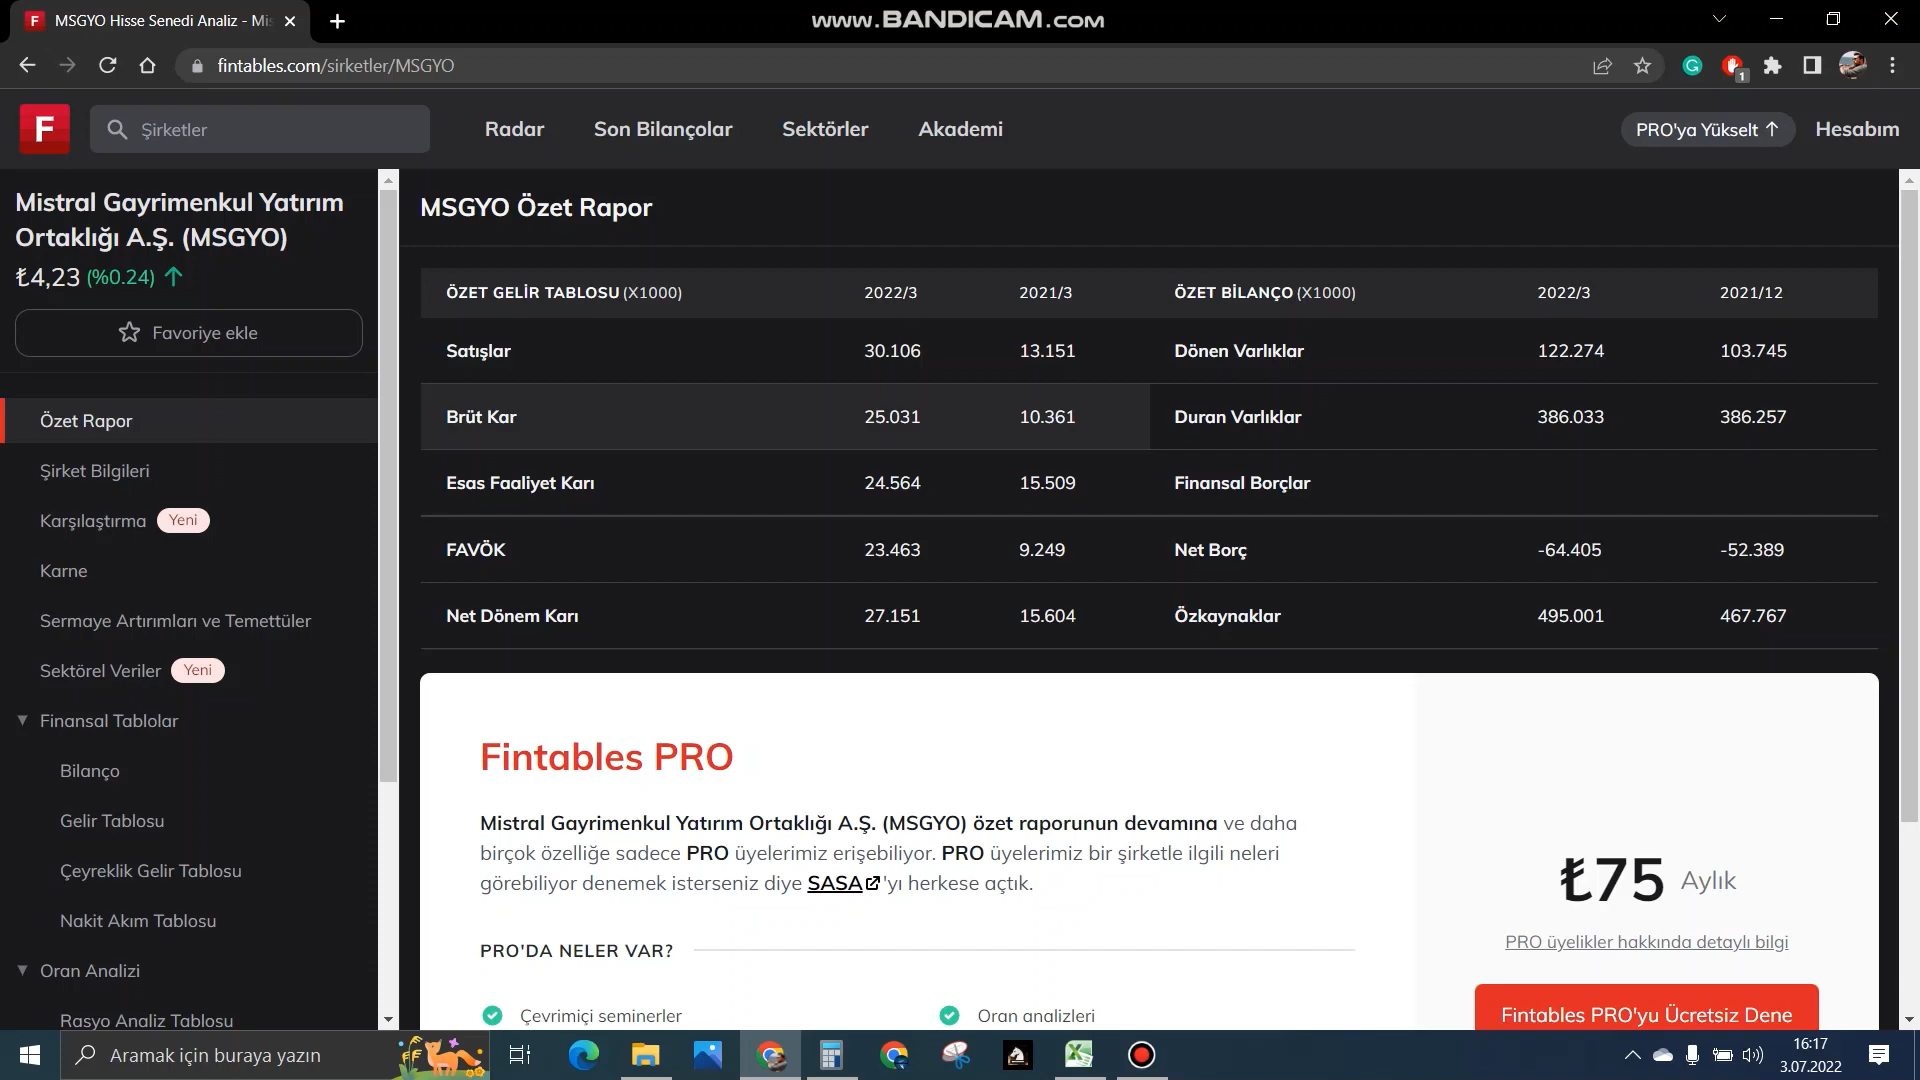 MSGYO Hisse Senedi Analiz - Mis
www.BANDICAM.com
fintables.com/sirketler/MSGYO
1
F
Şirketler
Radar
Son Bilançolar
Sektörler
Akademi
PRO'ya Yükselt ↑
Hesabım
Mistral Gayrimenkul Yatırım
Ortaklığı A.Ş. (MSGYO)
₺4,23 (%0.24) ↑
Favoriye ekle
Özet Rapor
Şirket Bilgileri
Karşılaştırma Yeni
Karne
Sermaye Artırımları ve Temettüler
Sektörel Veriler Yeni
Finansal Tablolar
Bilanço
Gelir Tablosu
Çeyreklik Gelir Tablosu
Nakit Akım Tablosu
Oran Analizi
Rasyo Analiz Tablosu
MSGYO Özet Rapor
ÖZET GELİR TABLOSU (X1000) 2022/3 2021/3 ÖZET BİLANÇO (X1000) 2022/3 2021/12
Satışlar 30.106 13.151 Dönen Varlıklar 122.274 103.745
Brüt Kar 25.031 10.361 Duran Varlıklar 386.033 386.257
Esas Faaliyet Karı 24.564 15.509 Finansal Borçlar
FAVÖK 23.463 9.249 Net Borç -64.405 -52.389
Net Dönem Karı 27.151 15.604 Özkaynaklar 495.001 467.767
Fintables PRO
Mistral Gayrimenkul Yatırım Ortaklığı A.Ş. (MSGYO) özet raporunun devamına ve daha
birçok özelliğe sadece PRO üyelerimiz erişebiliyor. PRO üyelerimiz bir şirketle ilgili neleri
görebiliyor denemek isterseniz diye SASA 'yı herkese açtık.
PRO'DA NELER VAR?
Çevrimiçi seminerler
Oran analizleri
₺75 Aylık
PRO üyelikler hakkında detaylı bilgi
Fintables PRO'yu Ücretsiz Dene
Aramak için buraya yazın
16:17
3.07.2022